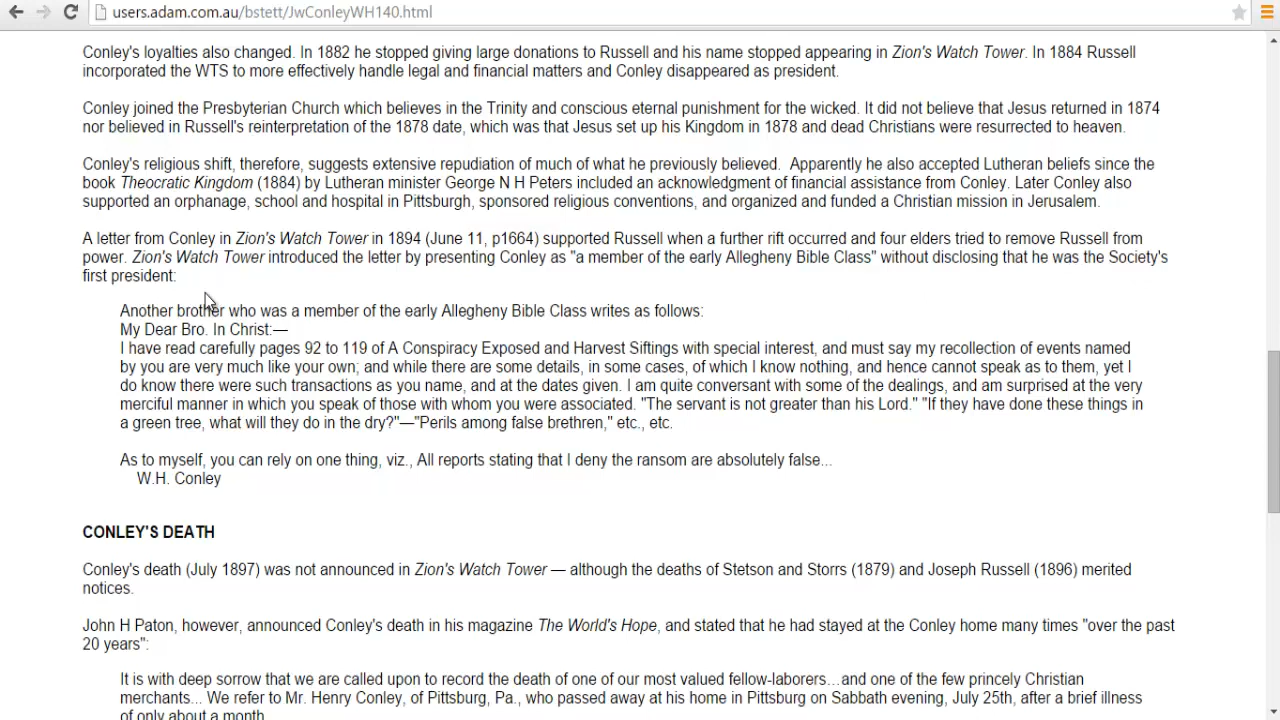 users.adam.com.au/bstett/JwConleyWH140.html
Conley's loyalties also changed. In 1882 he stopped giving large donations to Russell and his name stopped appearing in Zion's Watch Tower. In 1884 Russell
incorporated the WTS to more effectively handle legal and financial matters and Conley disappeared as president.
Conley joined the Presbyterian Church which believes in the Trinity and conscious eternal punishment for the wicked. It did not believe that Jesus returned in 1874
nor believed in Russell's reinterpretation of the 1878 date, which was that Jesus set up his Kingdom in 1878 and dead Christians were resurrected to heaven.
Conley's religious shift, therefore, suggests extensive repudiation of much of what he previously believed.  Apparently he also accepted Lutheran beliefs since the
book Theocratic Kingdom (1884) by Lutheran minister George N H Peters included an acknowledgment of financial assistance from Conley. Later Conley also
supported an orphanage, school and hospital in Pittsburgh, sponsored religious conventions, and organized and funded a Christian mission in Jerusalem.
A letter from Conley in Zion's Watch Tower in 1894 (June 11, p1664) supported Russell when a further rift occurred and four elders tried to remove Russell from
power. Zion's Watch Tower introduced the letter by presenting Conley as "a member of the early Allegheny Bible Class" without disclosing that he was the Society's
first president:
Another brother who was a member of the early Allegheny Bible Class writes as follows:
My Dear Bro. In Christ:—
I have read carefully pages 92 to 119 of A Conspiracy Exposed and Harvest Siftings with special interest, and must say my recollection of events named
by you are very much like your own; and while there are some details, in some cases, of which I know nothing, and hence cannot speak as to them, yet I
do know there were such transactions as you name, and at the dates given. I am quite conversant with some of the dealings, and am surprised at the very
merciful manner in which you speak of those with whom you were associated. "The servant is not greater than his Lord." "If they have done these things in
a green tree, what will they do in the dry?"—"Perils among false brethren," etc., etc.
As to myself, you can rely on one thing, viz., All reports stating that I deny the ransom are absolutely false...
W.H. Conley
CONLEY'S DEATH
Conley's death (July 1897) was not announced in Zion's Watch Tower — although the deaths of Stetson and Storrs (1879) and Joseph Russell (1896) merited
notices.
John H Paton, however, announced Conley's death in his magazine The World's Hope, and stated that he had stayed at the Conley home many times "over the past
20 years":
It is with deep sorrow that we are called upon to record the death of one of our most valued fellow-laborers...and one of the few princely Christian
merchants... We refer to Mr. Henry Conley, of Pittsburg, Pa., who passed away at his home in Pittsburg on Sabbath evening, July 25th, after a brief illness
of only about a month